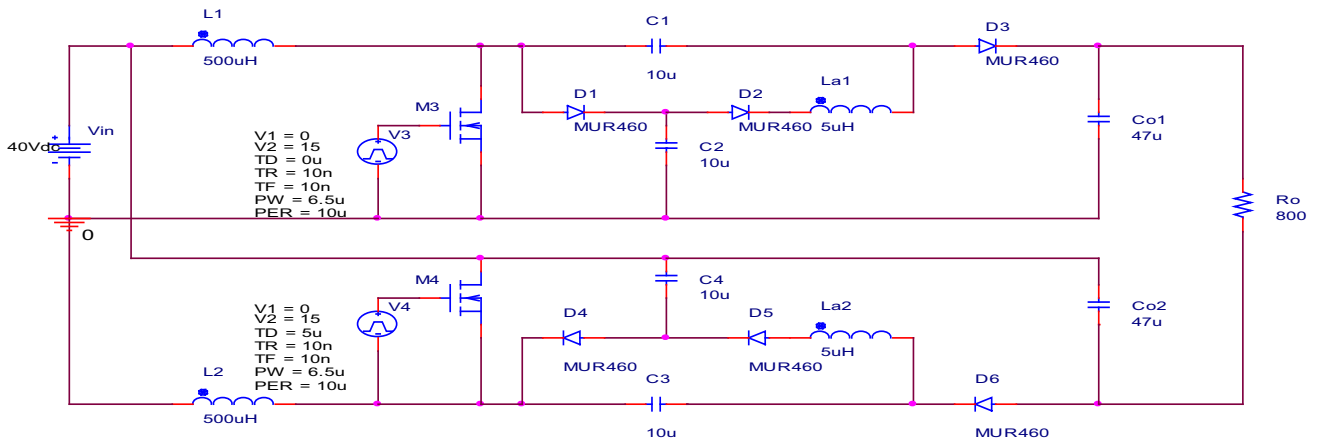 L1
500uH
C1
10u
D3
MUR460
La1
5uH
D1
MUR460
D2
MUR460
M3
V3
C2
10u
Co1
47u
Vin
+
-
40Vdc
V1 = 0
V2 = 15
TD = 0u
TR = 10n
TF = 10n
PW = 6.5u
PER = 10u
0
Ro
800
M4
V4
C4
10u
La2
5uH
Co2
47u
V1 = 0
V2 = 15
TD = 5u
TR = 10n
TF = 10n
PW = 6.5u
PER = 10u
D4
MUR460
D5
MUR460
L2
500uH
C3
10u
D6
MUR460